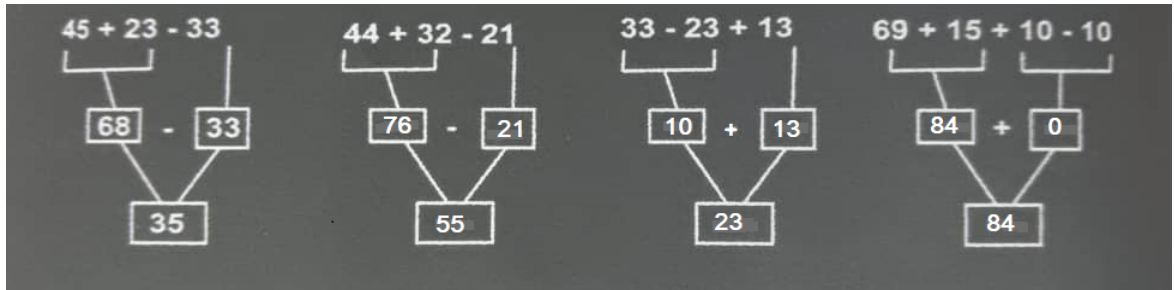 45 + 23 - 33
44 + 32 - 21
33 - 23 + 13
69 + 15 + 10 - 10
68 - 33
76 - 21
10 + 13
84 + 0
35
55
23
84